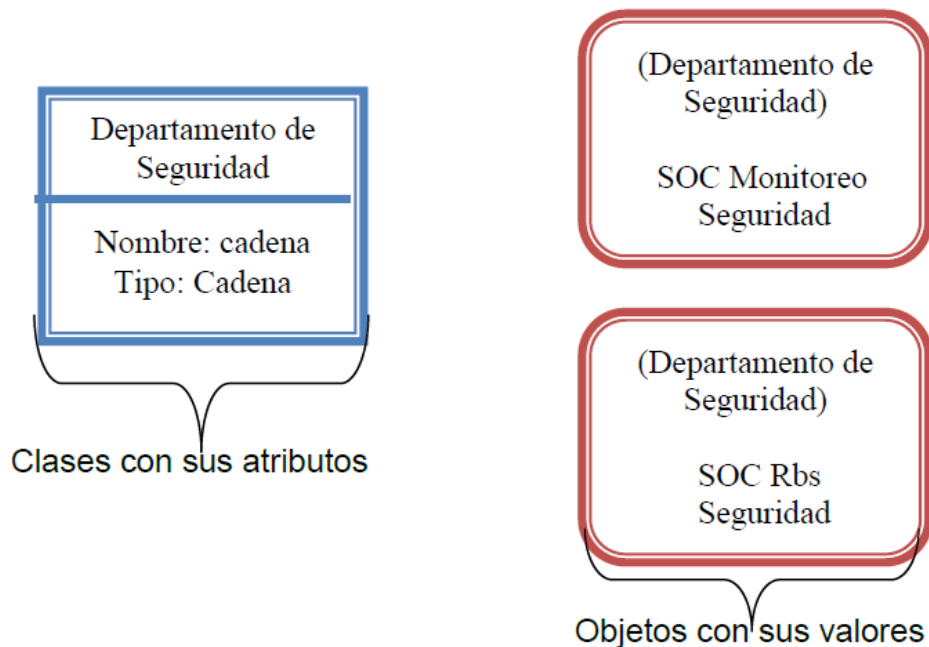 Departamento de
Seguridad
Nombre: cadena
Tipo: Cadena
Clases con sus atributos
(Departamento de
Seguridad)
SOC Monitoreo
Seguridad
(Departamento de
Seguridad)
SOC Rbs
Seguridad
Objetos con sus valores